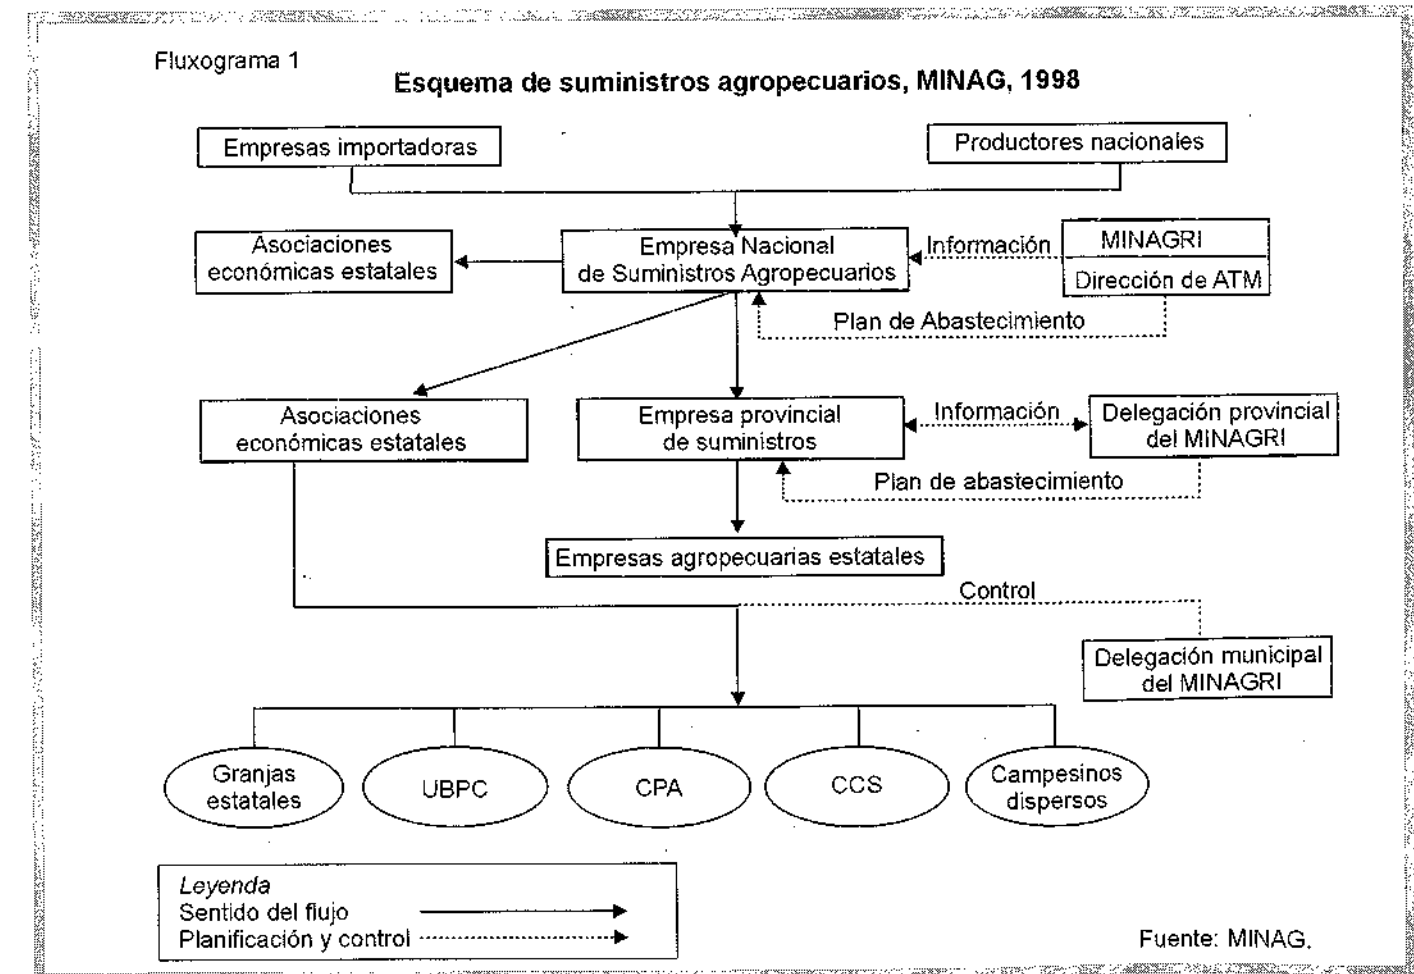 Fluxograma 1
Esquema de suministros agropecuarios, MINAG, 1998
Empresas importadoras
Productores nacionales
Asociaciones
económicas estatales
Empresa Nacional
de Suministros Agropecuarios
Información
MINAGRI
Dirección de ATM
Plan de Abastecimiento
Asociaciones
económicas estatales
Empresa provincial
de suministros
Información
Delegación provincial
del MINAGRI
Plan de abastecimiento
Empresas agropecuarias estatales
Control
Delegación municipal
del MINAGRI
Granjas
estatales
UBPC
CPA
CCS
Campesinos
dispersos
Leyenda
Sentido del flujo
Planificación y control
Fuente: MINAG.